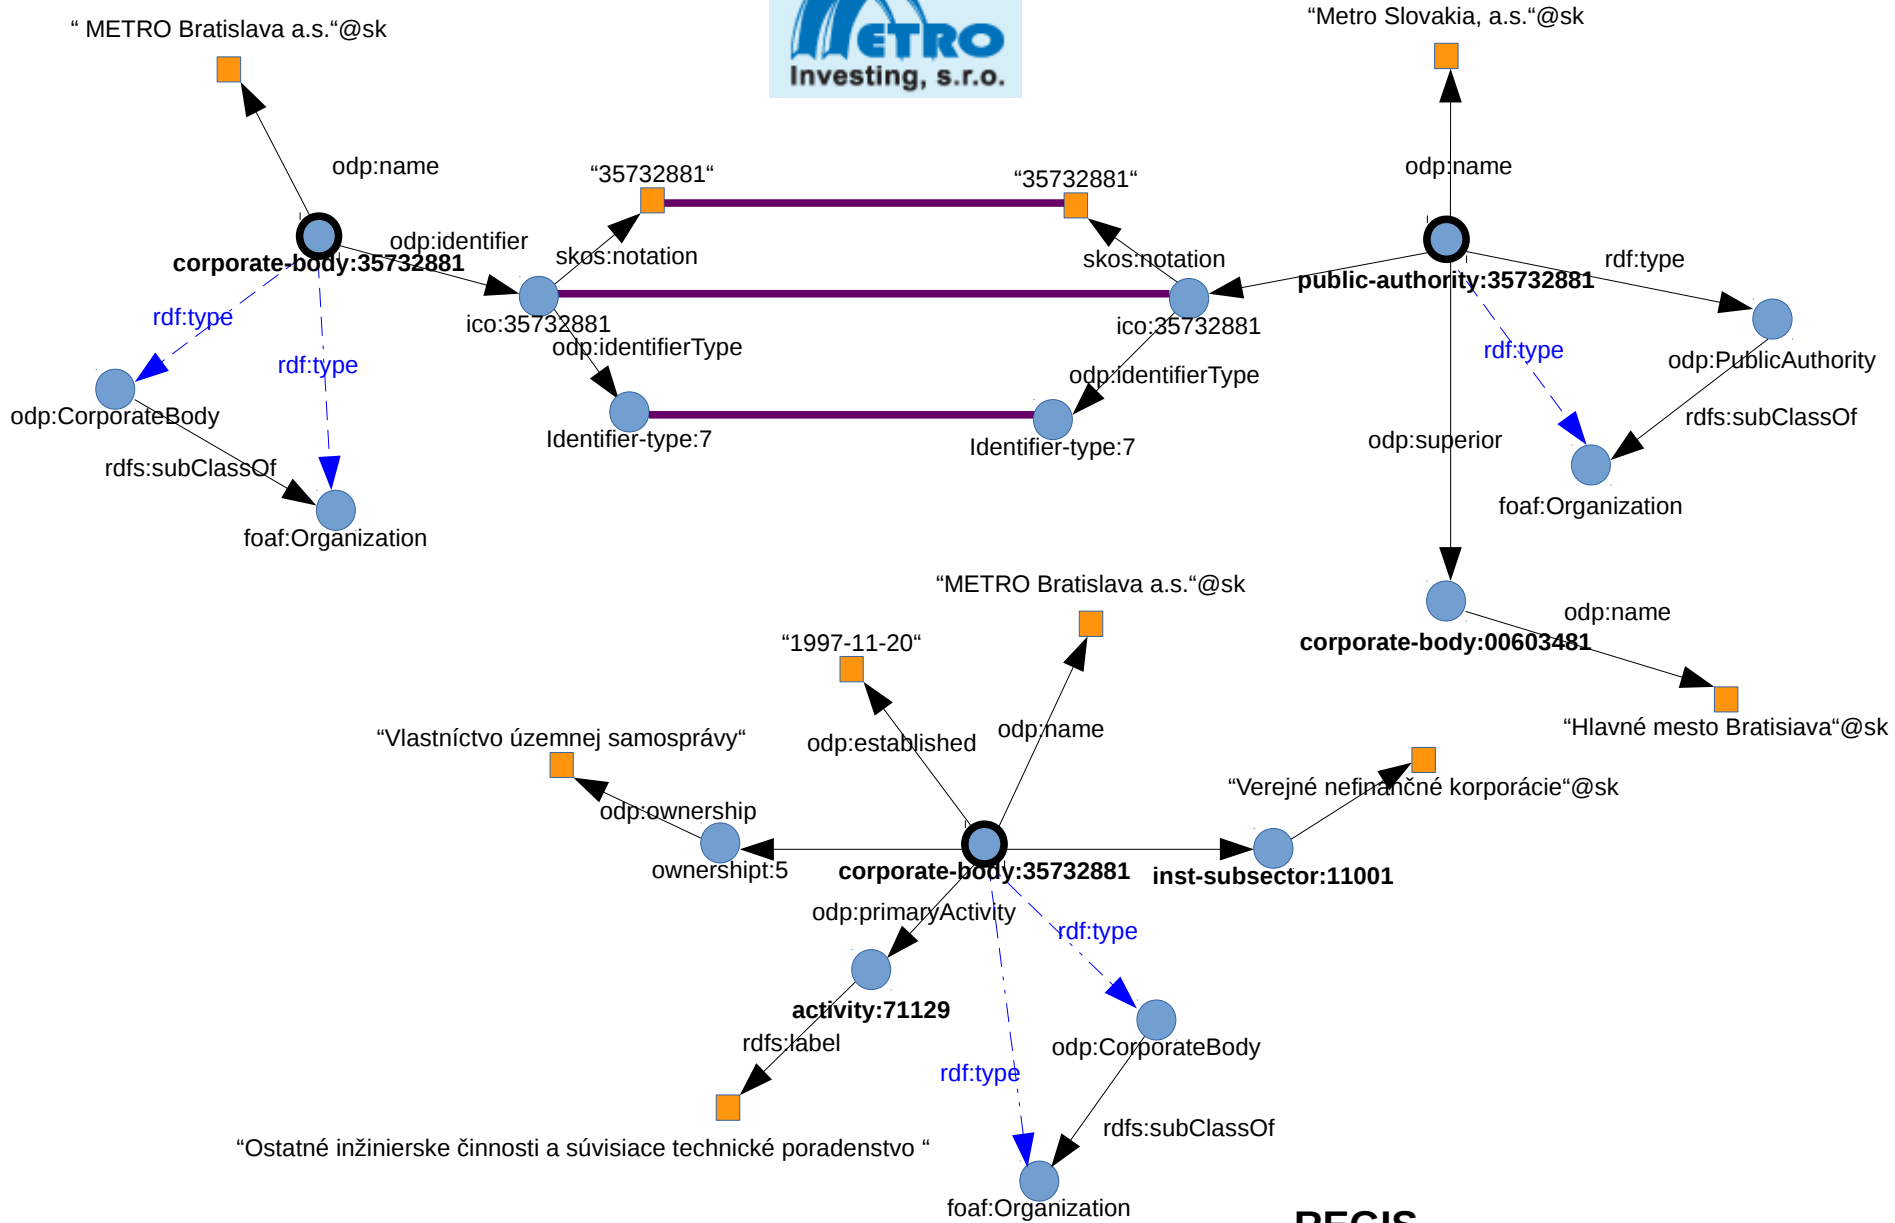 “ METRO Bratislava a.s.“@sk
ETRO
Investing, s.r.o.
“Metro Slovakia, a.s.“@sk
odp:name
odp:name
“35732881“
“35732881“
odp:identifier
skos:notation
skos:notation
corporate-body:35732881
public-authority:35732881
rdf:type
rdf:type
ico:35732881
ico:35732881
odp:identifierType
rdf:type
rdf:type
odp:identifierType
odp:PublicAuthority
odp:CorporateBody
rdfs:subClassOf
Identifier-type:7
Identifier-type:7
odp:superior
rdfs:subClassOf
foaf:Organization
foaf:Organization
“METRO Bratislava a.s.“@sk
“1997-11-20“
odp:name
corporate-body:00603481
“Hlavné mesto Bratisiava“@sk
“Vlastníctvo územnej samosprávy“
odp:established
odp:name
“Verejné nefinančné korporácie“@sk
odp:ownership
ownershipt:5
corporate-body:35732881
inst-subsector:11001
odp:primaryActivity
rdf:type
activity:71129
rdfs:label
odp:CorporateBody
rdf:type
rdfs:subClassOf
“Ostatné inžinierske činnosti a súvisiace technické poradenstvo “
foaf:Organization